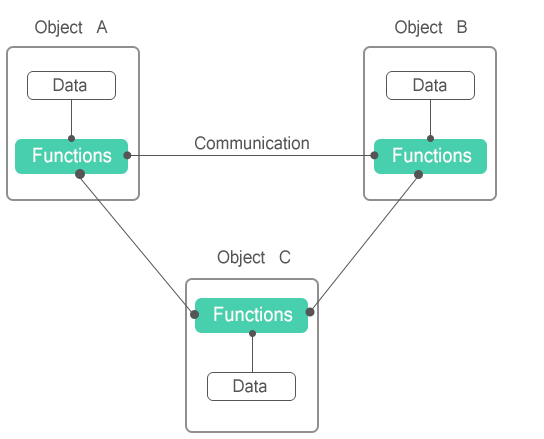 Object A
Object B
Data
Data
Communication
Functions
Functions
Object C
Functions
Data